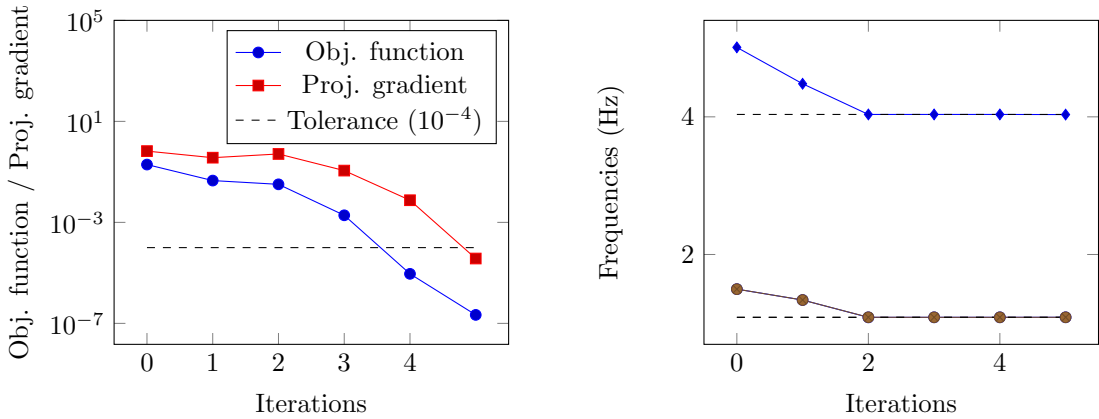 Obj. function / Proj. gradient
10^5
10^1
10^−3
10^−7
Obj. function
Proj. gradient
Tolerance (10^−4)
0 1 2 3 4
Iterations
Frequencies (Hz)
4
2
0 2 4
Iterations